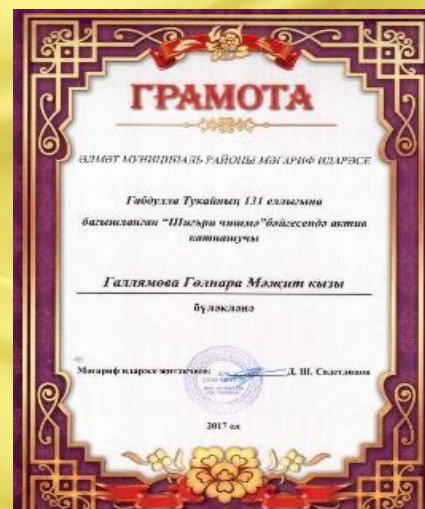 ГРАМОТА
ӘЛМӘТ МУНИЦИПАЛЬ РАЙОНЫ МӘГАРИФ ИДАРӘСЕ
Габдулла Тукайның 131 еллыгына
багышланган “Шигъри чишмә” бәйгесендә актив
катнашучы
Галлямова Гөлнара Мәҗит кызы
бүләкләнә
Мәгариф идарәсе җитәкчесе: Д. Ш.
2017 ел